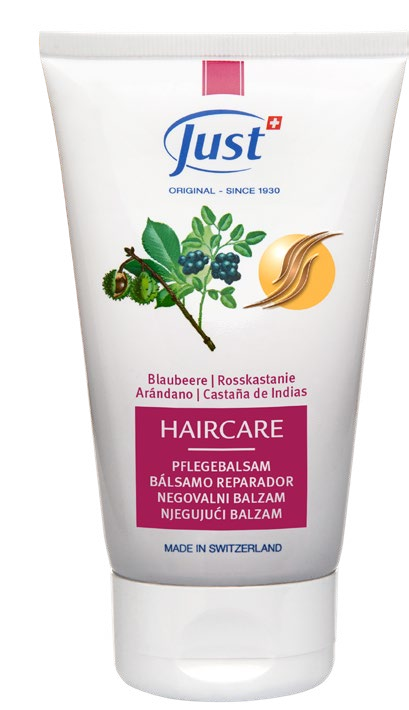 Just
ORIGINAL - SINCE 1930
Blaubeere | Rosskastanie
Arándano | Castaña de Indias
HAIRCARE
PFLEGEBALSAM
BÁLSAMO REPARADOR
NEGOVALNI BALZAM
NJEGUJUĆI BALZAM
MADE IN SWITZERLAND